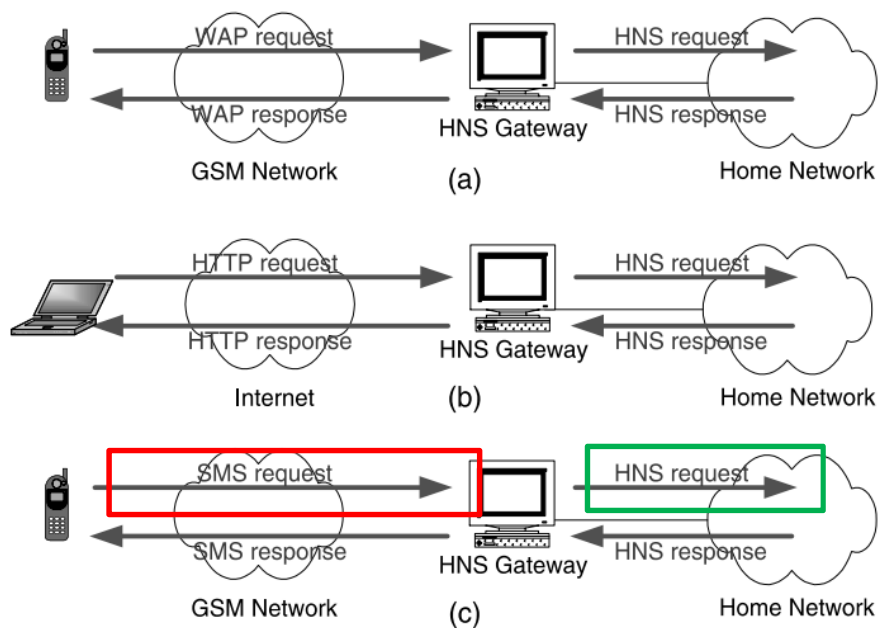 WAP request
HNS request
WAP response
HNS response
HNS Gateway
GSM Network
Home Network
(a)
HTTP request
HNS request
HTTP response
HNS response
HNS Gateway
Internet
Home Network
(b)
SMS request
HNS request
SMS response
HNS response
HNS Gateway
GSM Network
Home Network
(c)